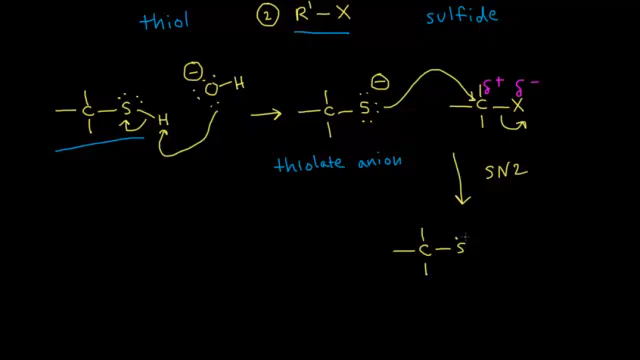 thiol ② R' — X sulfide
⊖
O — H
— C — S — H → — C — S ⊖ δ+ δ−
— C — X
thiolate anion SN2
— C — S